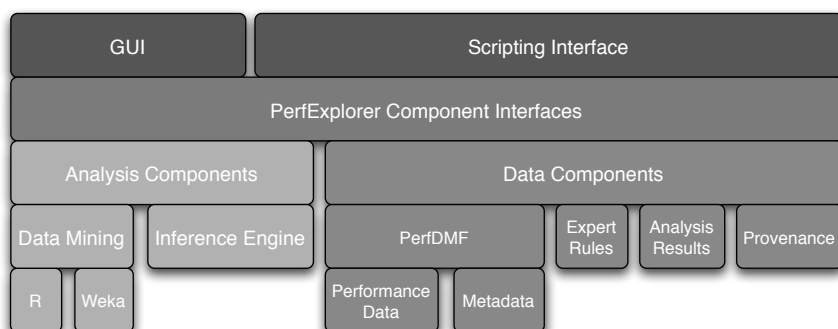 GUI
Scripting Interface
PerfExplorer Component Interfaces
Analysis Components
Data Components
Data Mining
Inference Engine
PerfDMF
Expert
Rules
Analysis
Results
Provenance
R
Weka
Performance
Data
Metadata